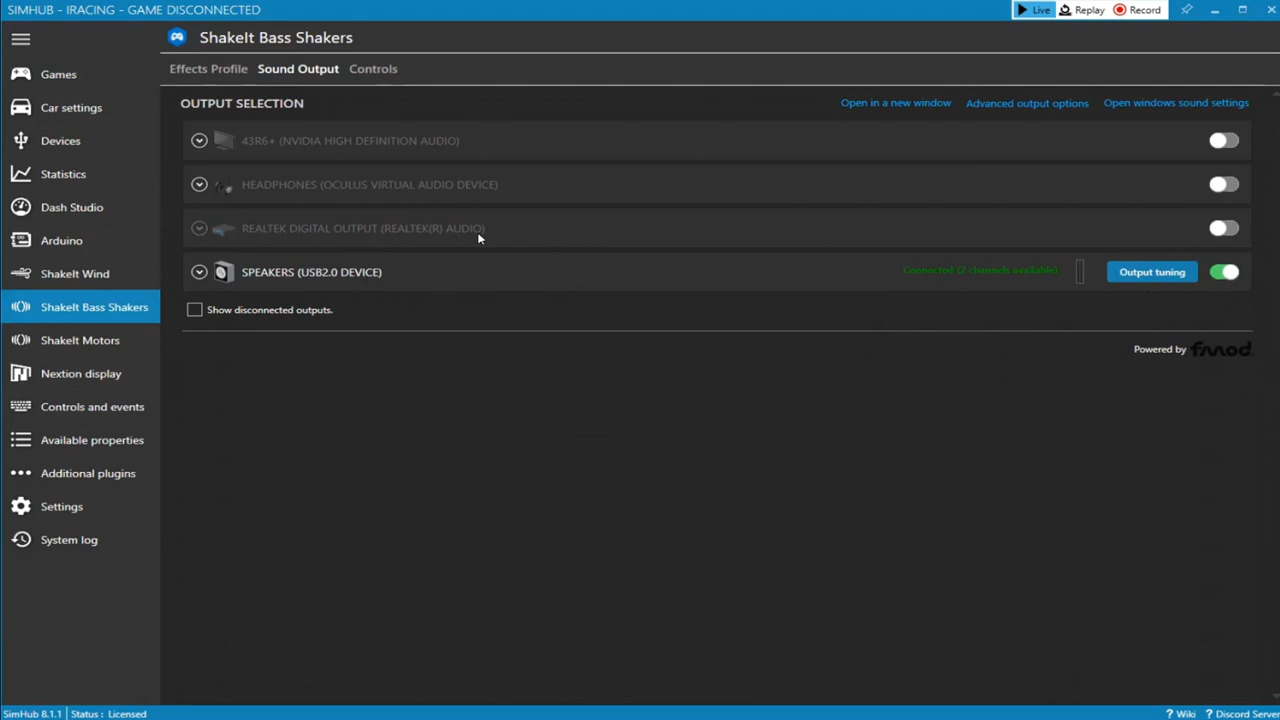 SIMHUB - IRACING - GAME DISCONNECTED
Live
Replay
Record
ShakeIt Bass Shakers
Games
Car settings
Devices
Statistics
Dash Studio
Arduino
ShakeIt Wind
ShakeIt Bass Shakers
ShakeIt Motors
Nextion display
Controls and events
Available properties
Additional plugins
Settings
System log
Effects Profile
Sound Output
Controls
OUTPUT SELECTION
Open in a new window
Advanced output options
Open windows sound settings
43R6+ (NVIDIA HIGH DEFINITION AUDIO)
HEADPHONES (OCULUS VIRTUAL AUDIO DEVICE)
REALTEK DIGITAL OUTPUT (REALTEK(R) AUDIO)
SPEAKERS (USB2.0 DEVICE)
Connected (2 channels available)
Output tuning
Show disconnected outputs.
Powered by fmod
SimHub 8.1.1
Status : Licensed
? Wiki
? Discord Server